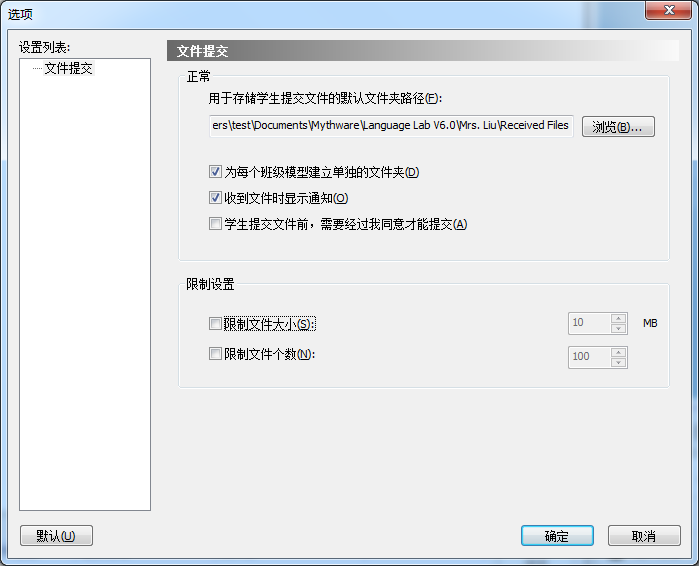 选项
设置列表:
文件提交
文件提交
正常
用于存储学生提交文件的默认文件夹路径(F):
ers\test\Documents\Mythware\Language Lab V6.0\Mrs. Liu\Received Files
浏览(B)...
为每个班级模型建立单独的文件夹(D)
收到文件时显示通知(O)
学生提交文件前，需要经过我同意才能提交(A)
限制设置
限制文件大小(S):
10
MB
限制文件个数(N):
100
默认(U)
确定
取消